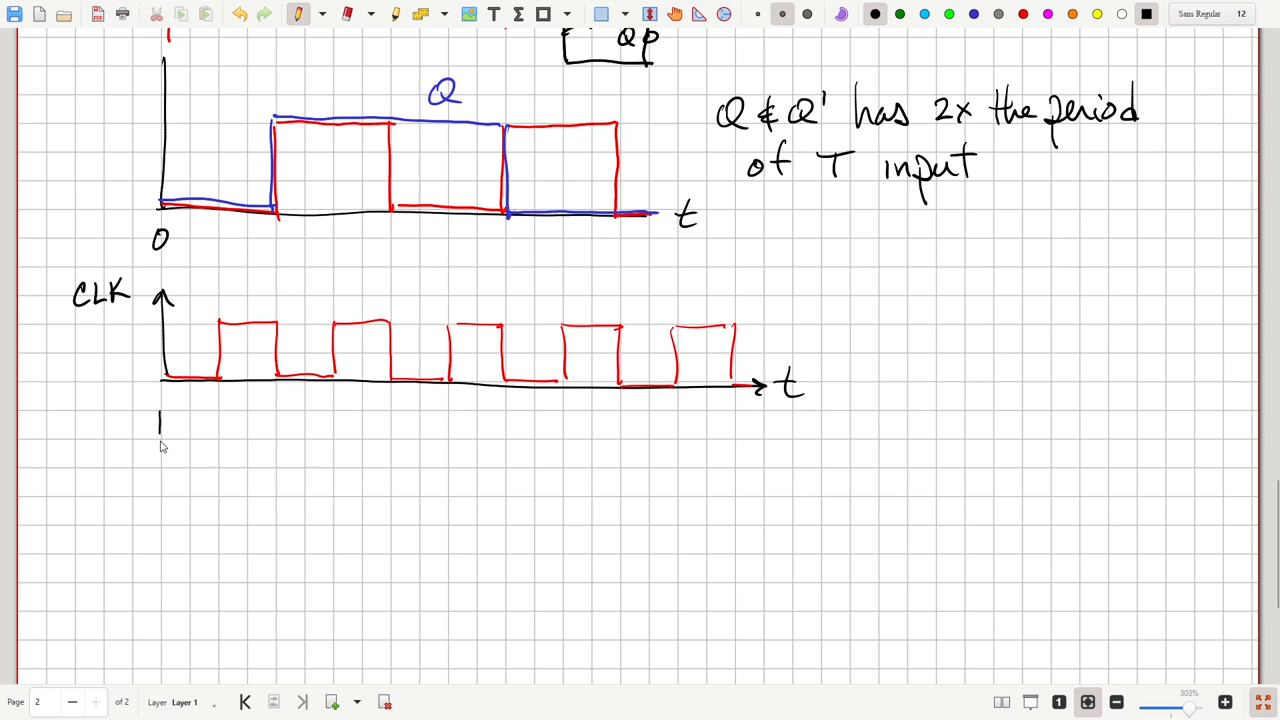 Sans Regular 12
Qp
Q
Q & Q' has 2x the period
of T input
t
0
CLK
t
Page 2 of 2 Layer Layer 1 1 303%